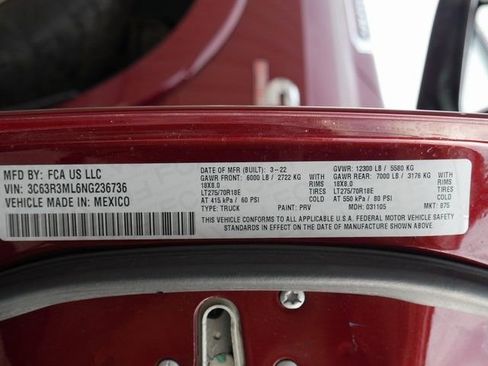 MFD BY: FCA US LLC
VIN: 3C63R3ML6NG236736
VEHICLE MADE IN: MEXICO
DATE OF MFR (BUILT): 3-22 GVWR: 12300 LB / 5580 KG
GAWR FRONT: 6000 LB / 2722 KG GAWR REAR: 7000 LB / 3176 KG
18X8.0 18X8.0
LT275/70R18E TIRES LT275/70R18E TIRES
AT 415 kPa / 60 PSI COLD AT 550 kPa / 80 PSI COLD
TYPE: TRUCK PAINT: PRV MDH: 031105 MKT: 875
THIS VEHICLE CONFORMS TO ALL APPLICABLE U.S.A. FEDERAL MOTOR VEHICLE SAFETY
STANDARDS IN EFFECT ON THE DATE OF MANUFACTURE SHOWN ABOVE